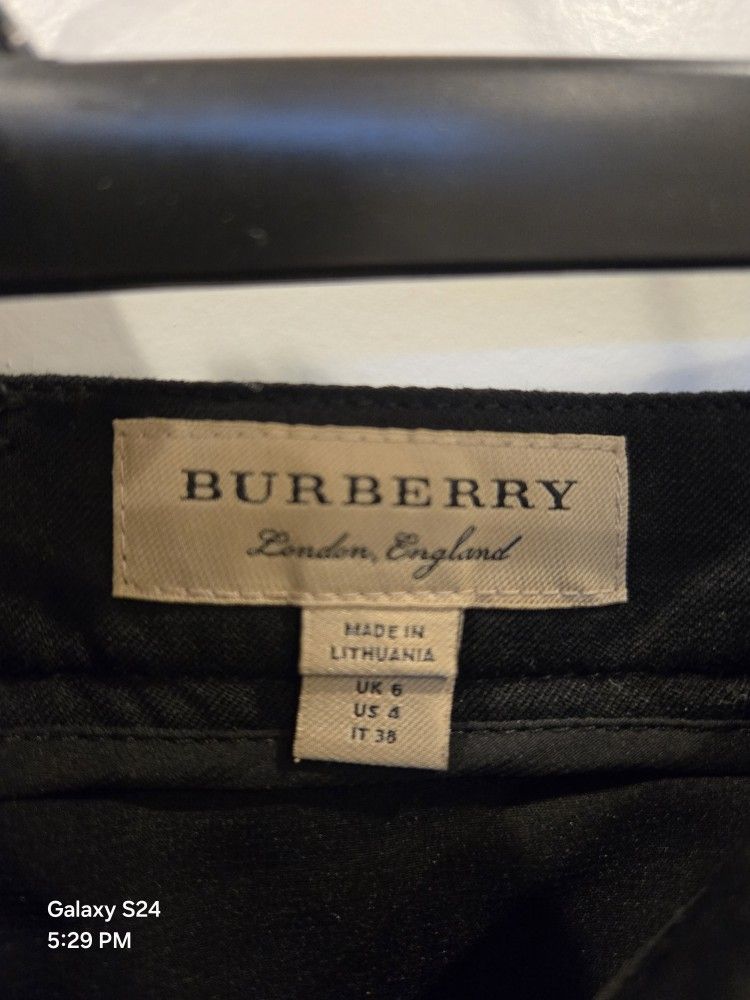 BURBERRY
London, England
MADE IN
LITHUANIA
UK 6
US 4
IT 38
Galaxy S24
5:29 PM